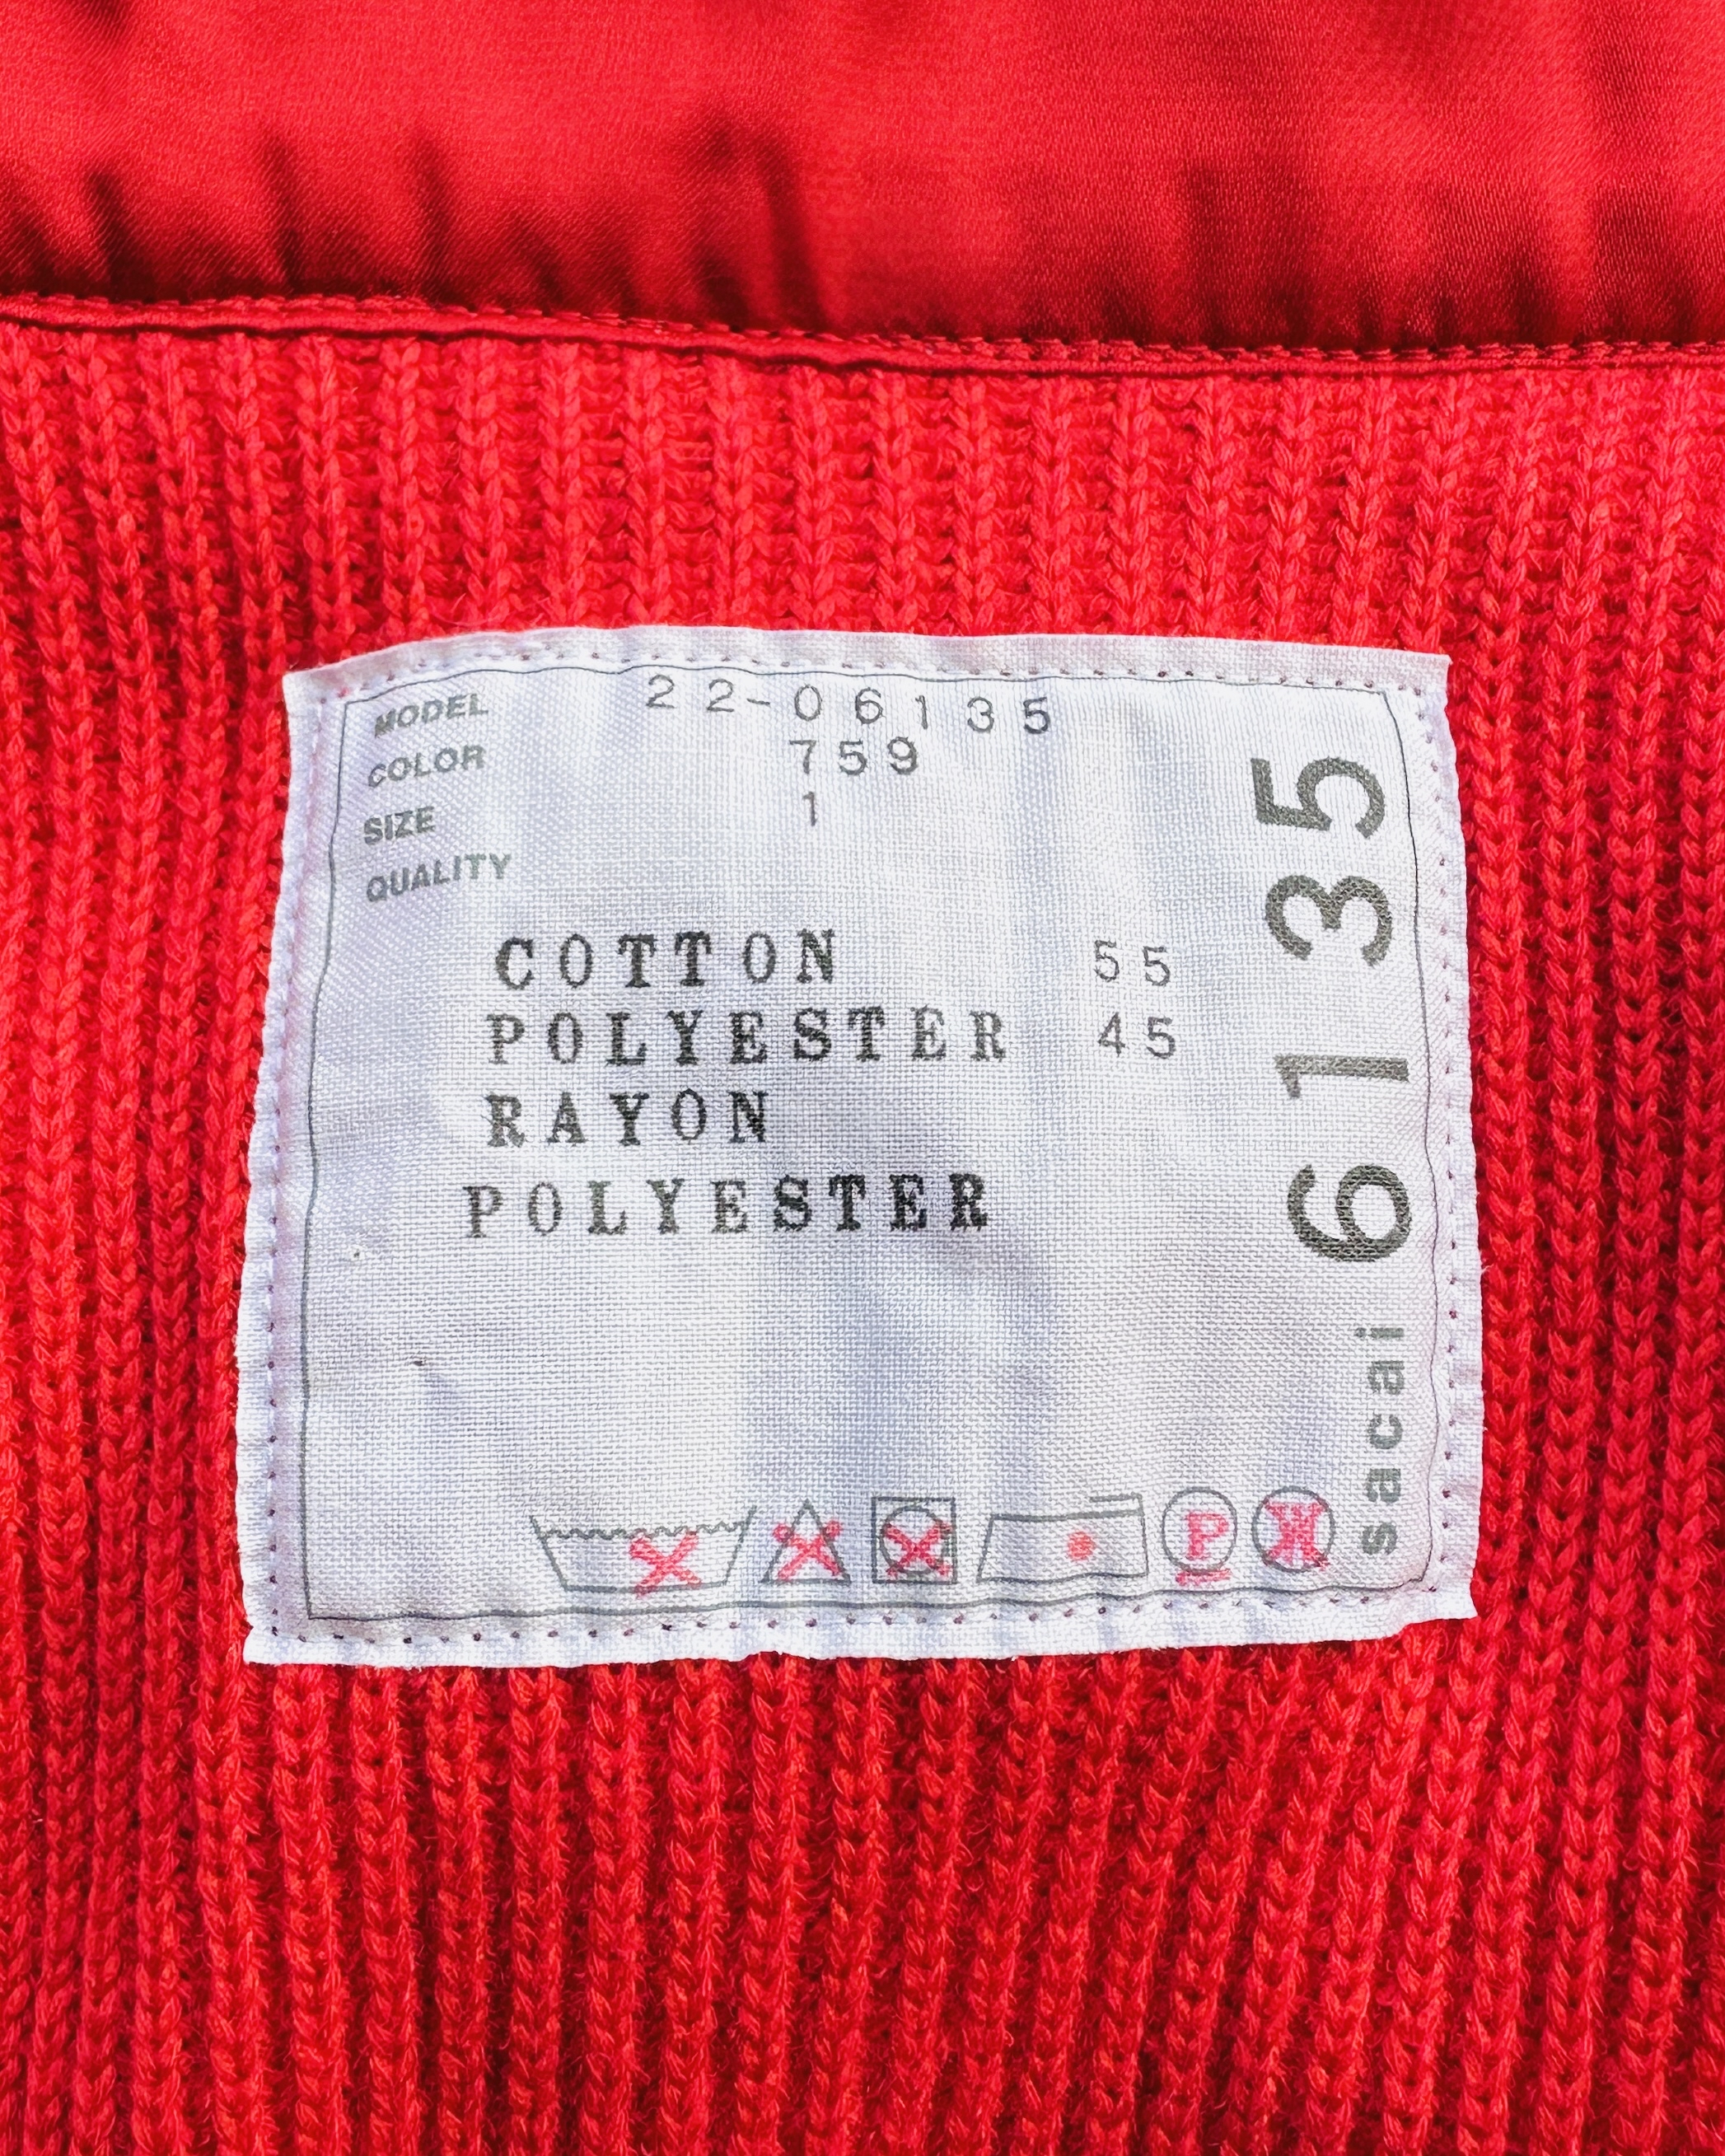 MODEL 22-06135
COLOR 759
SIZE 1
QUALITY
COTTON 55
POLYESTER 45
RAYON
POLYESTER
P
W
sacai 6135